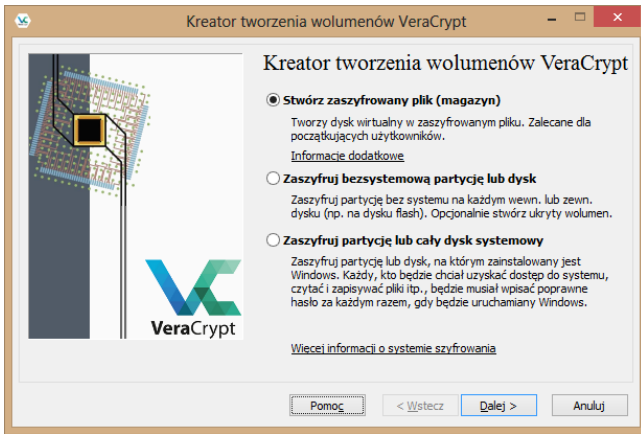 Kreator tworzenia wolumenów VeraCrypt
Kreator tworzenia wolumenów VeraCrypt
Stwórz zaszyfrowany plik (magazyn)
Tworzy dysk wirtualny w zaszyfrowanym pliku. Zalecane dla
początkujących użytkowników.
Informacje dodatkowe
Zaszyfruj bezsystemową partycję lub dysk
Zaszyfruj partycję bez systemu na każdym wewn. lub zewn.
dysku (np. na dysku flash). Opcjonalnie stwórz ukryty wolumen.
Zaszyfruj partycję lub cały dysk systemowy
Zaszyfruj partycję lub dysk, na którym zainstalowany jest
Windows. Każdy, kto będzie chciał uzyskać dostęp do systemu,
czytać i zapisywać pliki itp., będzie musiał wpisać poprawne
hasło za każdym razem, gdy będzie uruchamiany Windows.
VeraCrypt
Więcej informacji o systemie szyfrowania
Pomoc
< Wstecz
Dalej >
Anuluj